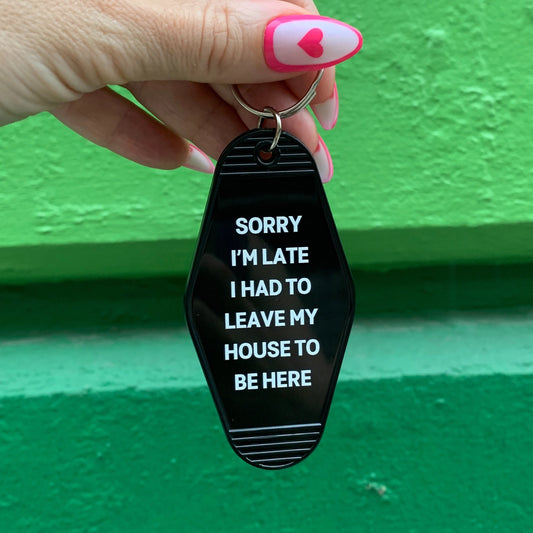 SORRY
I'M LATE
I HAD TO
LEAVE MY
HOUSE TO
BE HERE